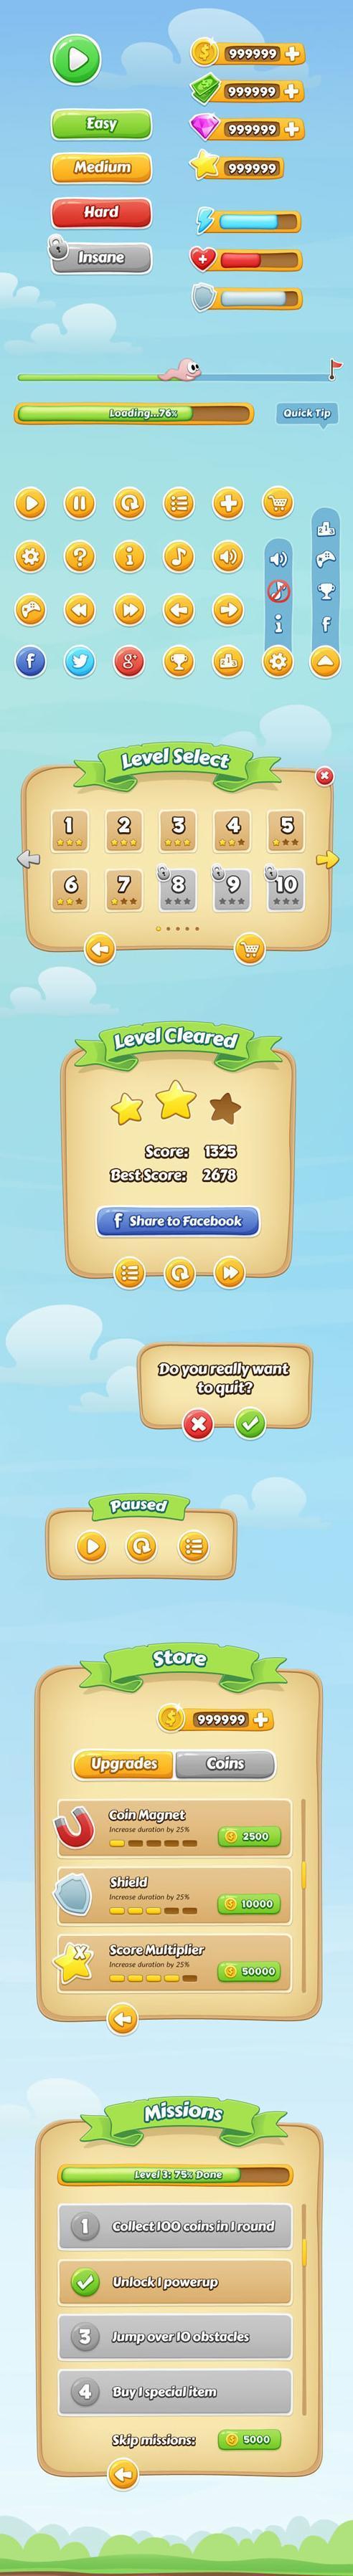 999999
999999
Easy
999999
Medium
999999
Hard
Insane
Loading...76%
Quick Tip
Level Select
1 2 3 4 5
6 7 8 9 10
Level Cleared
Score: 1325
Best Score: 2678
f Share to Facebook
Do you really want
to quit?
Paused
Store
999999
Upgrades Coins
Coin Magnet
Increase duration by 25%
2500
Shield
Increase duration by 25%
10000
Score Multiplier
Increase duration by 25%
50000
Missions
Level 3: 75% Done
1 Collect 100 coins in 1 round
Unlock 1 powerup
3 Jump over 10 obstacles
4 Buy 1 special item
Skip missions: 5000